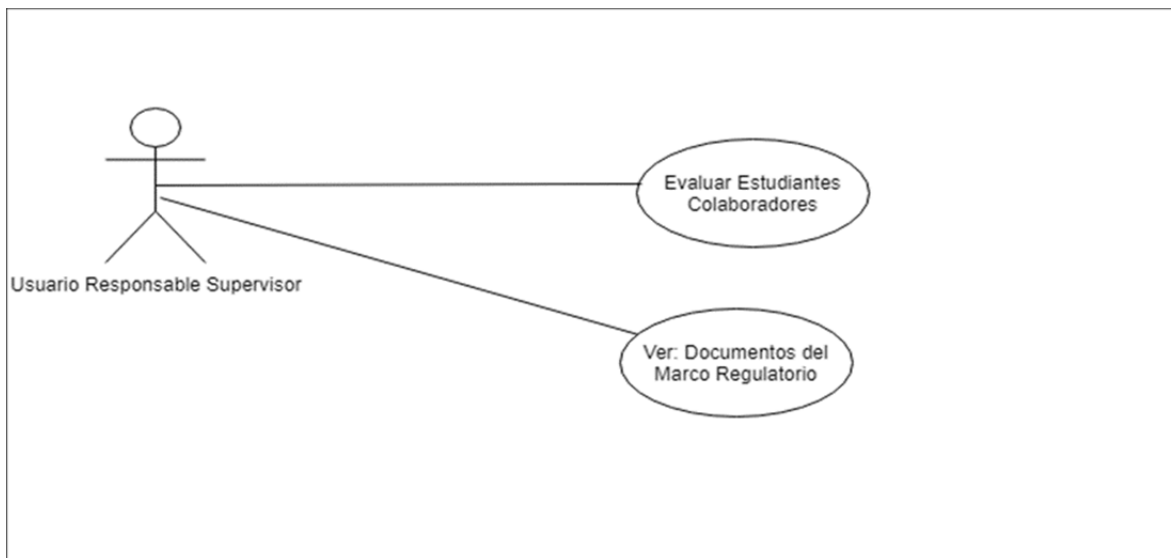 Evaluar Estudiantes
Colaboradores
Usuario Responsable Supervisor
Ver: Documentos del
Marco Regulatorio